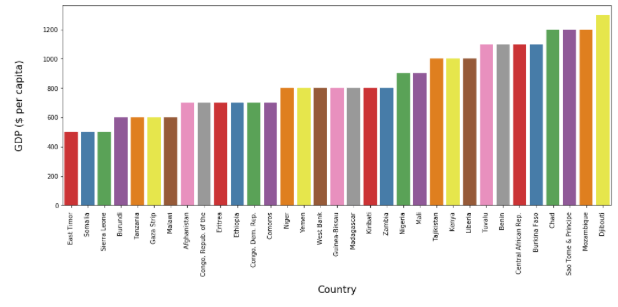 GDP ($ per capita)
1200
1000
800
600
400
200
0
East Timor
Somalia
Sierra Leone
Burundi
Tanzania
Gaza Strip
Malawi
Afghanistan
Congo, Repub. of the
Eritrea
Ethiopia
Congo, Dem. Rep.
Comoros
Niger
Yemen
West Bank
Guinea-Bissau
Madagascar
Kiribati
Zambia
Nigeria
Mali
Tajikistan
Kenya
Liberia
Tuvalu
Benin
Central African Rep.
Burkina Faso
Chad
Sao Tome & Principe
Mozambique
Djibouti
Country